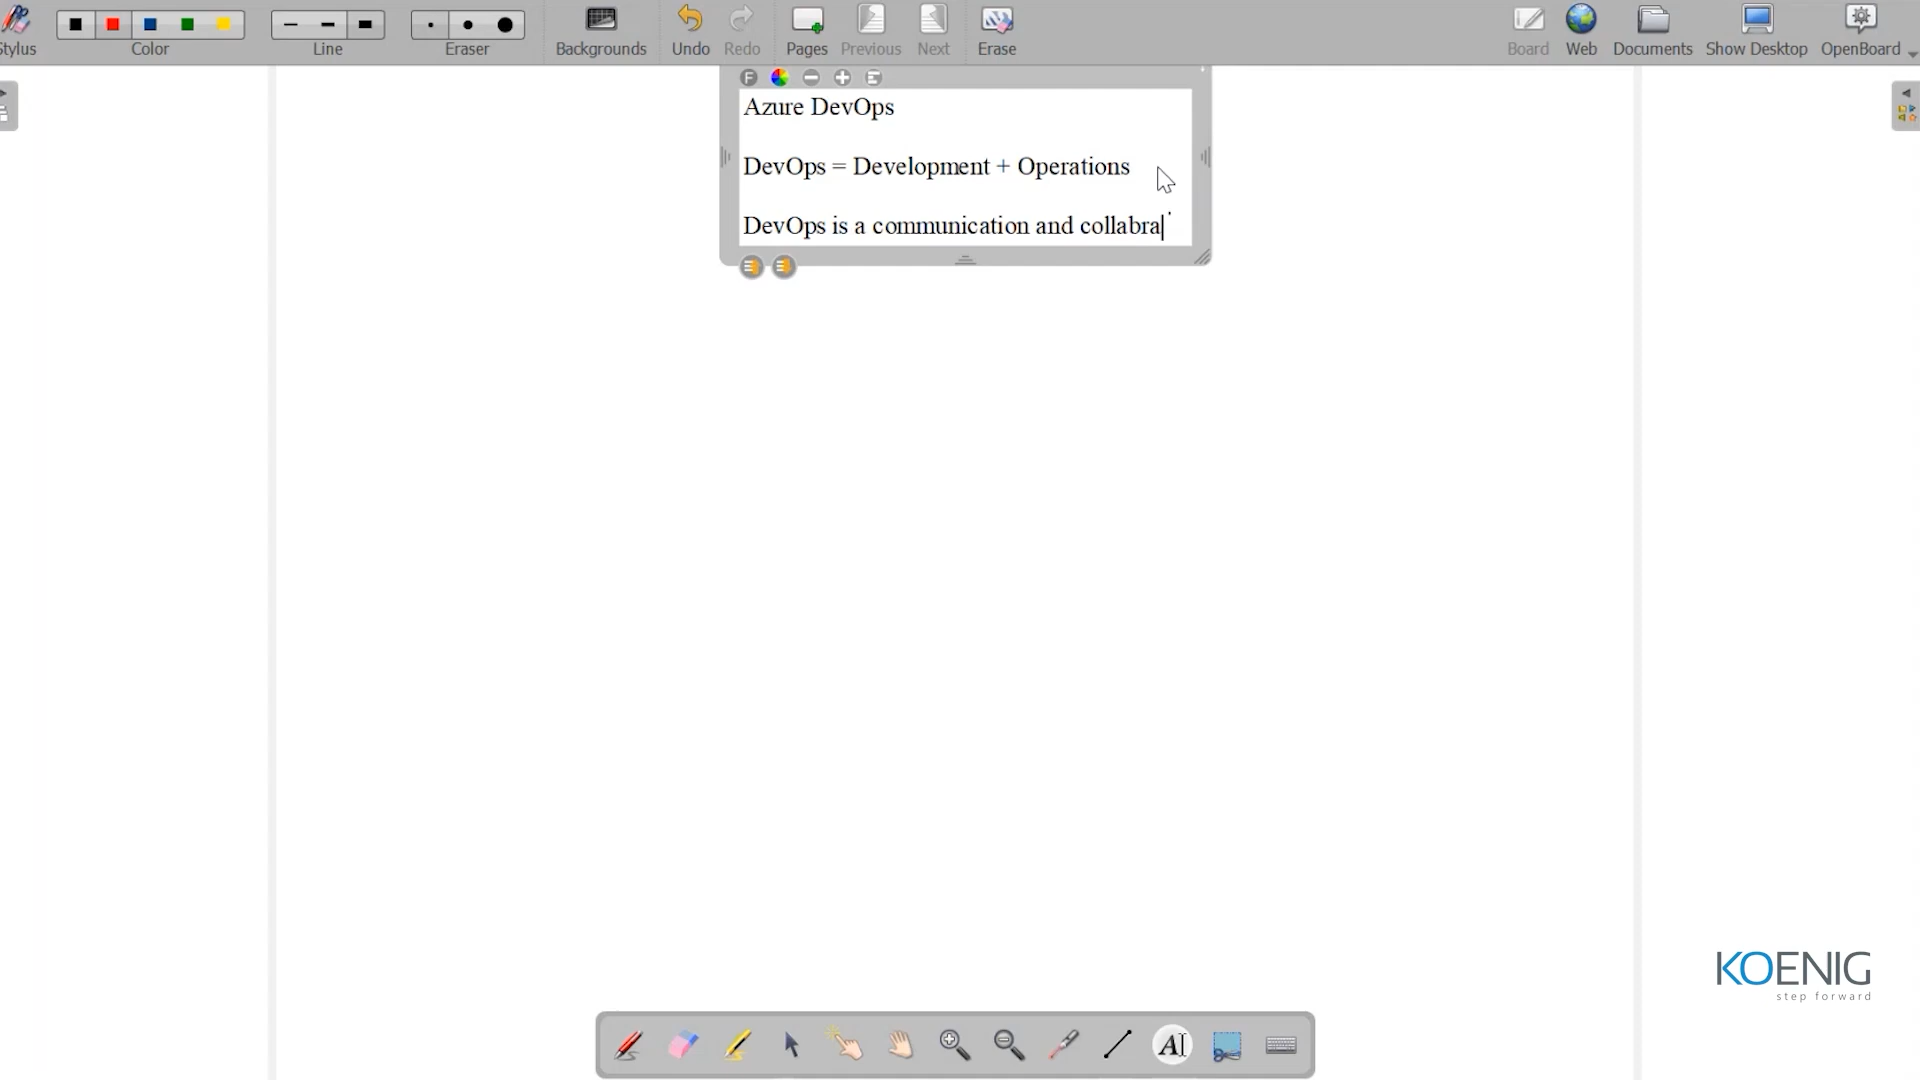 Stylus
Color
Line
Eraser
Backgrounds
Undo
Redo
Pages
Previous
Next
Erase
Board
Web
Documents
Show Desktop
OpenBoard
F
Azure DevOps
DevOps = Development + Operations
DevOps is a communication and collabra
KOENIG
step forward
A